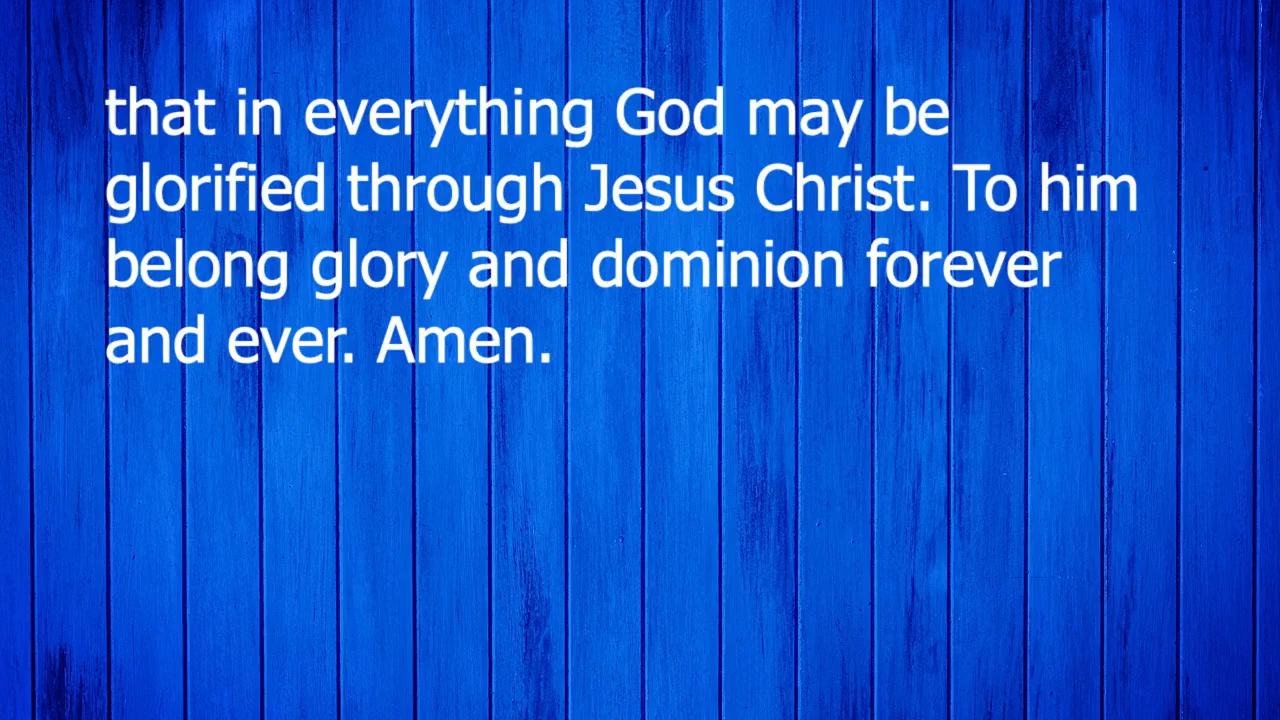 that in everything God may be
glorified through Jesus Christ. To him
belong glory and dominion forever
and ever. Amen.